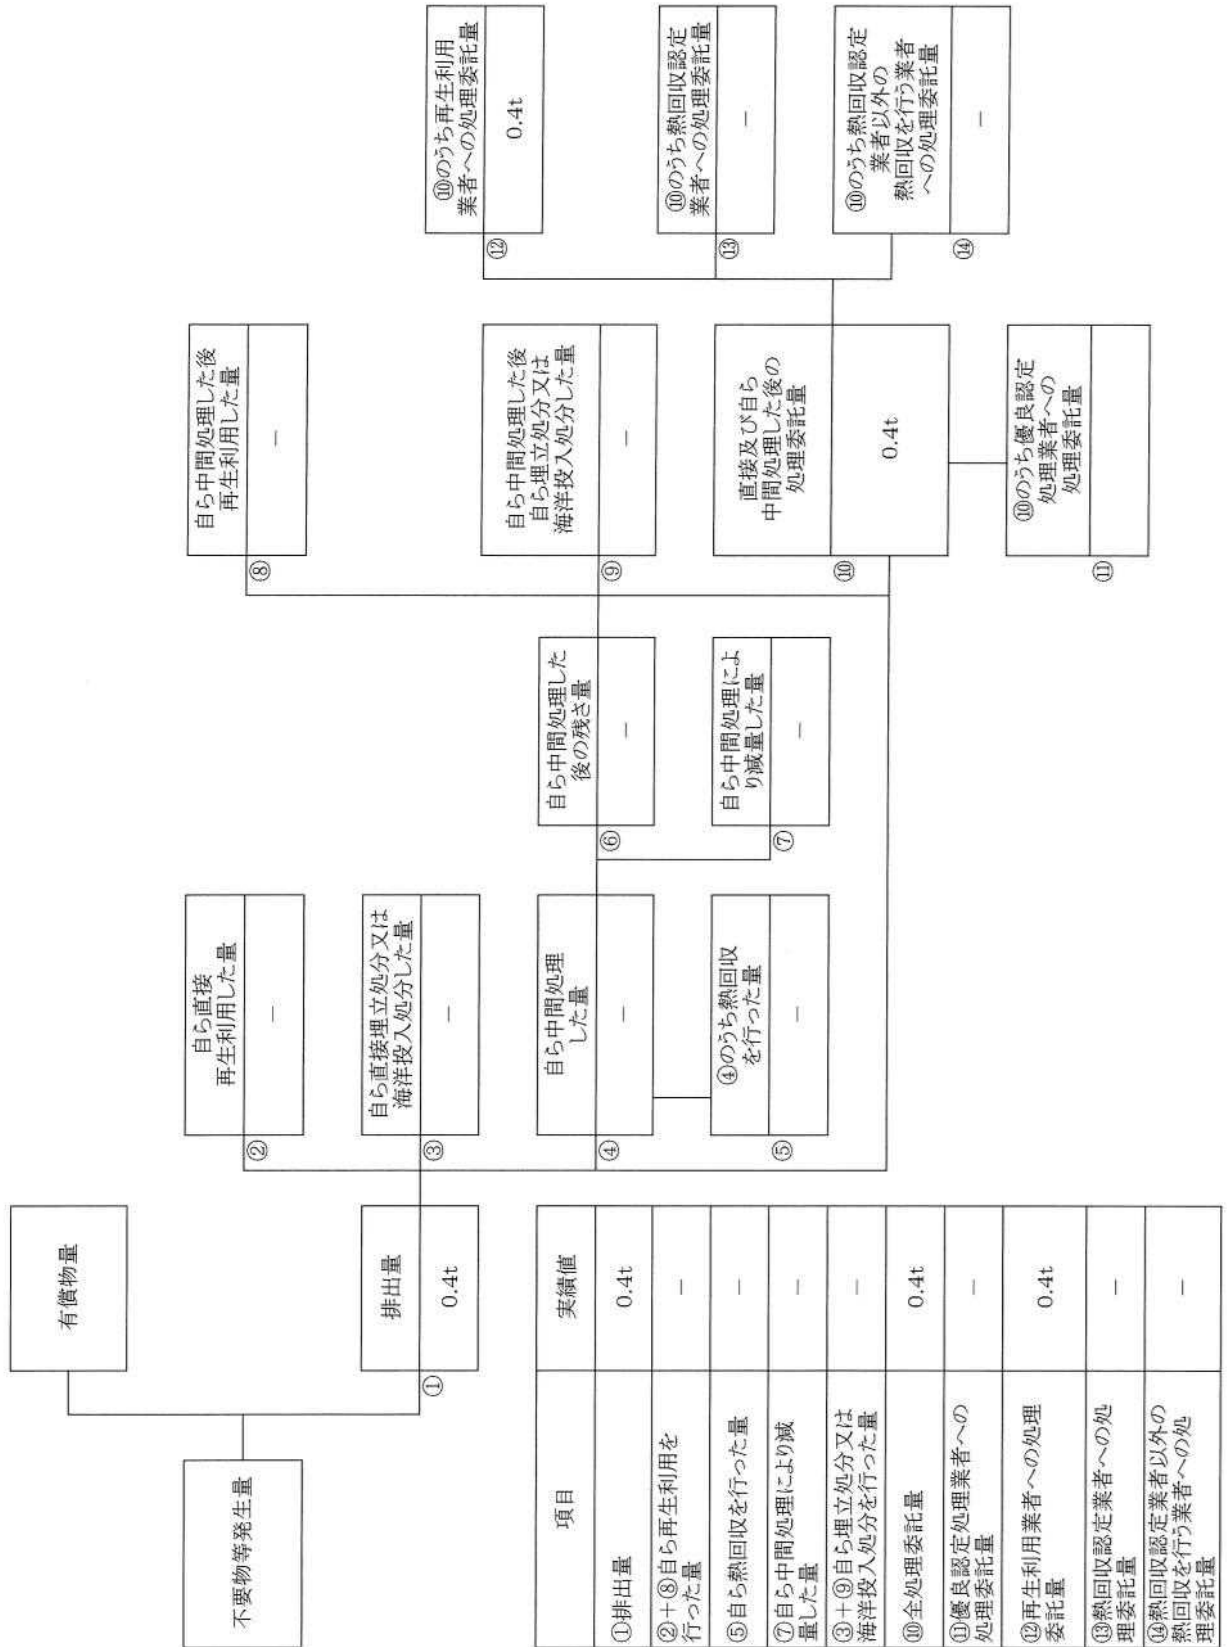 不要物等発生量
有償物量
①
排出量
0.4t
②
自ら直接
再生利用した量
－
③
自ら直接埋立処分又は
海洋投入処分した量
－
④
自ら中間処理
した量
－
⑤
④のうち熱回収
を行った量
－
⑥
自ら中間処理した
後の残さ量
－
⑦
自ら中間処理によ
り減量した量
－
⑧
自ら中間処理した後
再生利用した量
－
⑨
自ら中間処理した後
自ら埋立処分又は
海洋投入処分した量
－
⑩
直接及び自ら
中間処理した後の
処理委託量
0.4t
⑪
⑩のうち優良認定
処理業者への
処理委託量
⑫
⑩のうち再生利用
業者への処理委託量
0.4t
⑬
⑩のうち熱回収認定
業者への処理委託量
－
⑭
⑩のうち熱回収認定
業者以外の
熱回収を行う業者
への処理委託量
－
項目 実績値
①排出量 0.4t
②＋⑧自ら再生利用を
行った量 －
⑤自ら熱回収を行った量 －
⑦自ら中間処理により減
量した量 －
③＋⑨自ら埋立処分又は
海洋投入処分を行った量 －
⑩全処理委託量 0.4t
⑪優良認定処理業者への
処理委託量 －
⑫再生利用業者への処理
委託量 0.4t
⑬熱回収認定業者への処
理委託量 －
⑭熱回収認定業者以外の
熱回収を行う業者への処
理委託量 －